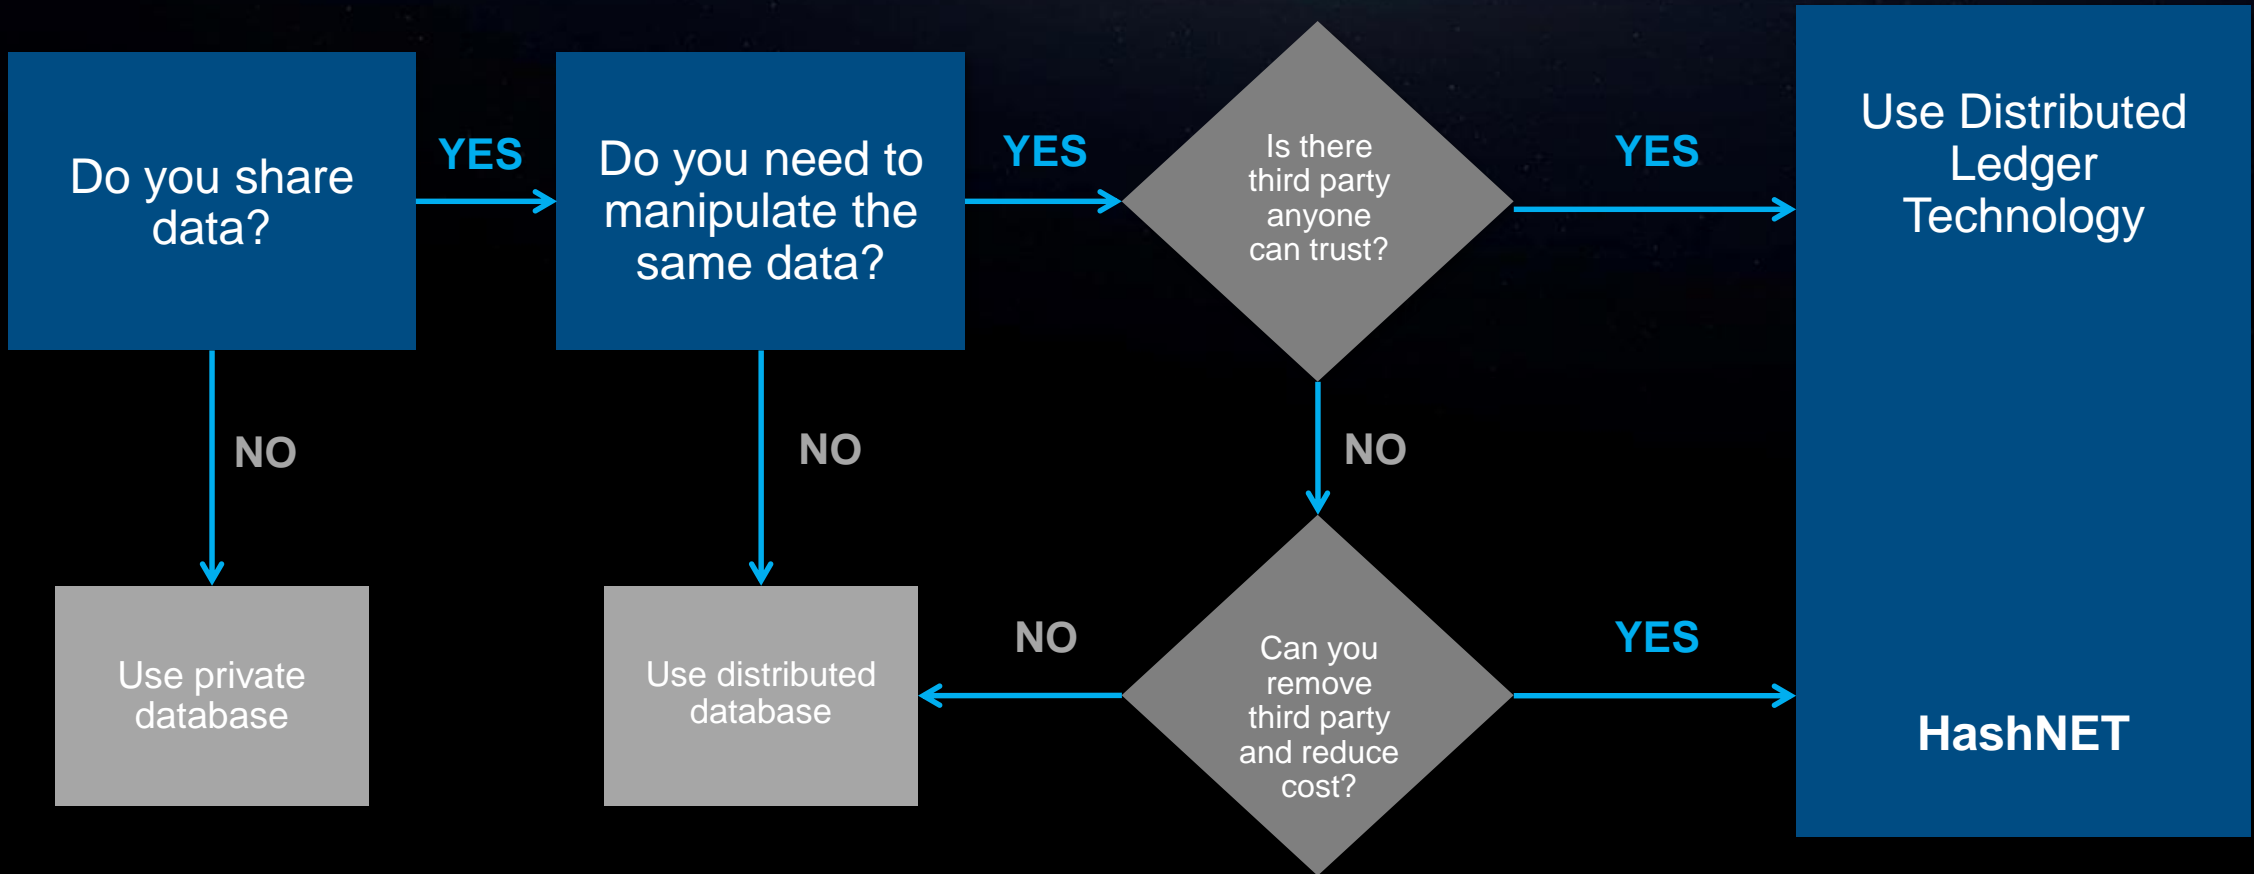 Do you share
data?
YES
Do you need to
manipulate the
same data?
YES
Is there
third party
anyone
can trust?
YES
Use Distributed
Ledger
Technology
NO
NO
NO
Use private
database
Use distributed
database
NO
Can you
remove
third party
and reduce
cost?
YES
HashNET